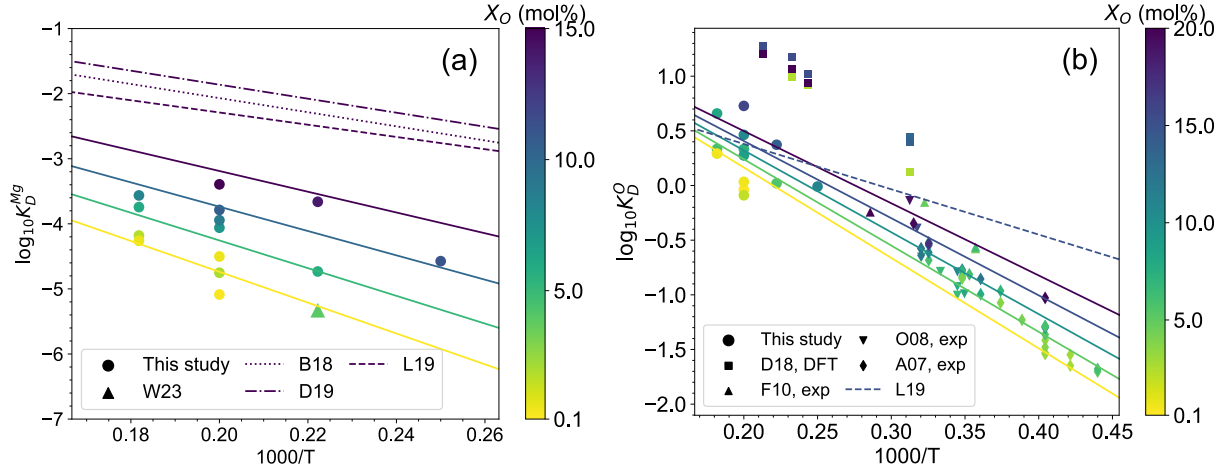 X_O (mol%)
(a)
−1
−2
−3
−4
−5
−6
−7
log₁₀K_D^{Mg}
0.18
0.20
0.22
0.24
0.26
1000/T
This study
W23
B18
D19
L19
15.0
10.0
5.0
0.1
X_O (mol%)
(b)
1.0
0.5
0.0
−0.5
−1.0
−1.5
−2.0
log₁₀K_D^O
0.20
0.25
0.30
0.35
0.40
0.45
1000/T
This study
D18, DFT
F10, exp
O08, exp
A07, exp
L19
20.0
15.0
10.0
5.0
0.1